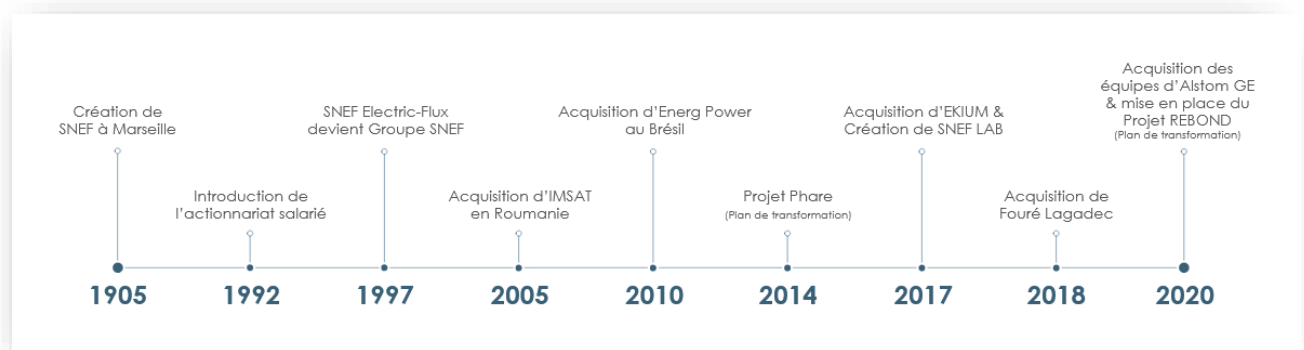 Création de
SNEF à Marseille
1905
Introduction de
l'actionnariat salarié
1992
SNEF Electric-Flux
devient Groupe SNEF
1997
Acquisition d'IMSAT
en Roumanie
2005
Acquisition d'Energ Power
au Brésil
2010
Projet Phare
(Plan de transformation)
2014
Acquisition d'EKIUM &
Création de SNEF LAB
2017
Acquisition de
Fouré Lagadec
2018
Acquisition des
équipes d'Alstom GE
& mise en place du
Projet REBOND
(Plan de transformation)
2020